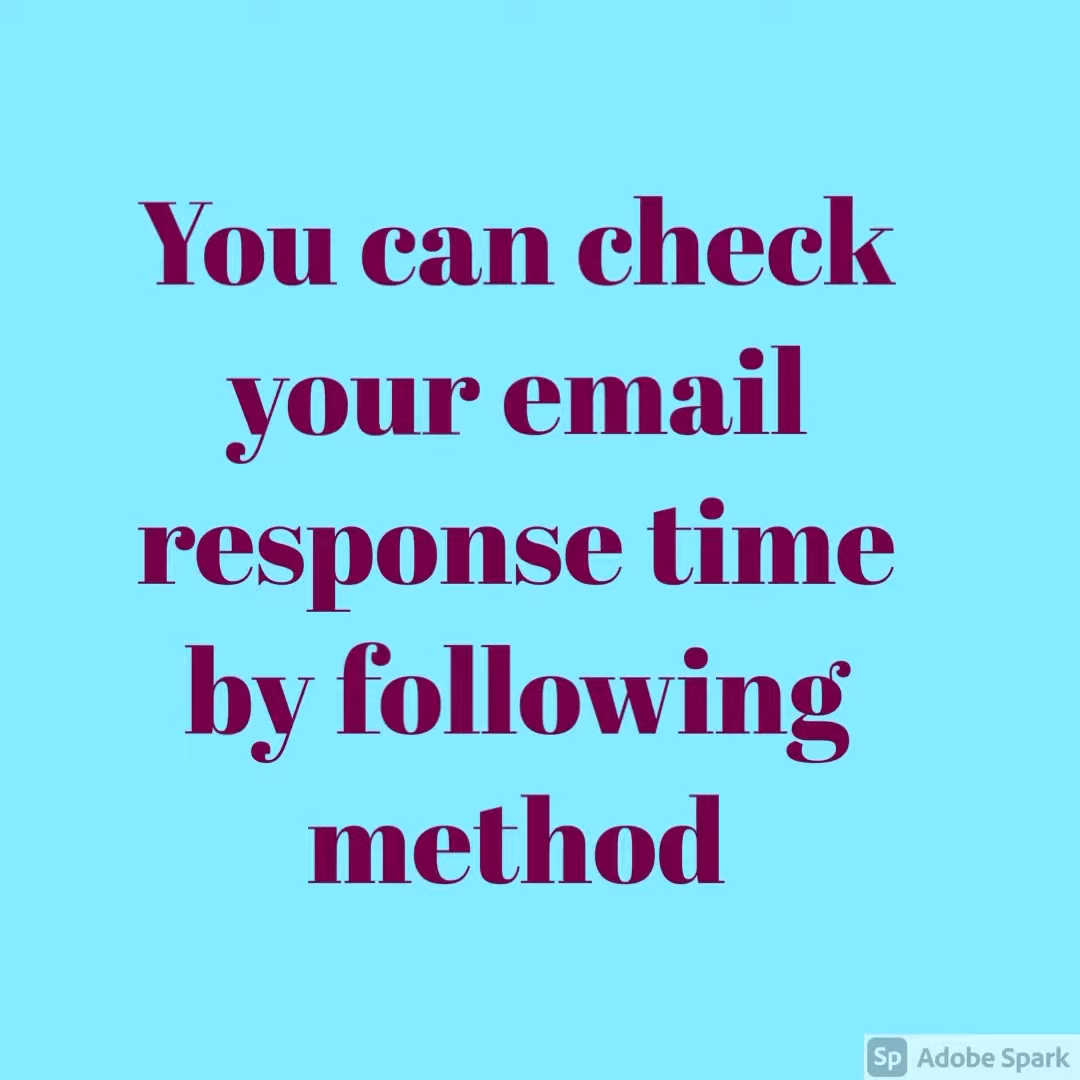 You can check
your email
response time
by following
method
Sp Adobe Spark